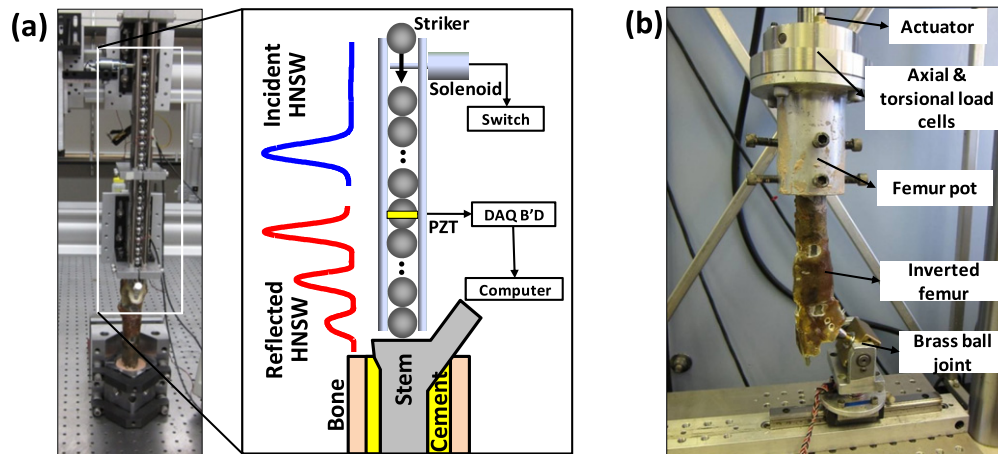 (a)
Striker
Incident
HNSW
Solenoid
Switch
PZT
DAQ B'D
Computer
Reflected
HNSW
Bone
Stem
Cement
(b)
Actuator
Axial &
torsional load
cells
Femur pot
Inverted
femur
Brass ball
joint